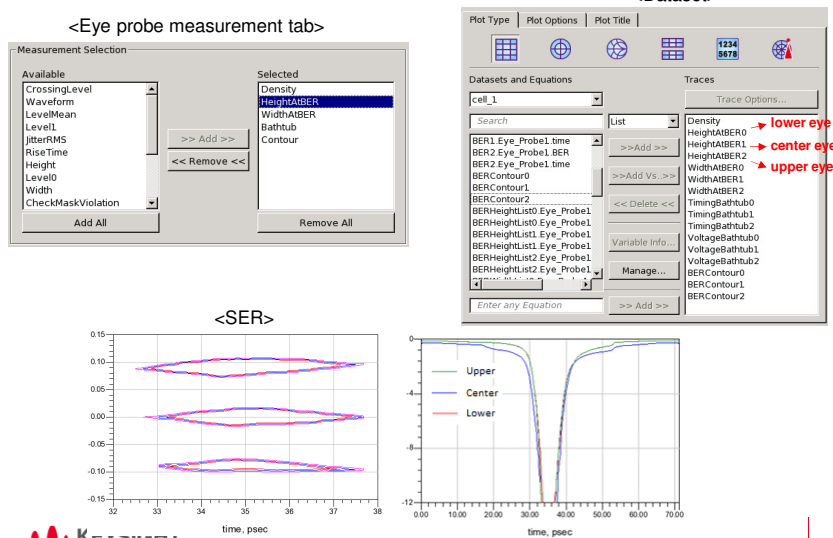 <Eye probe measurement tab>
Measurement Selection
Available
CrossingLevel
Waveform
LevelMean
Level1
JitterRMS
RiseTime
Height
Level0
Width
CheckMaskViolation
Add All
>> Add >>
<< Remove <<
Selected
Density
HeightAtBER
WidthAtBER
Bathtub
Contour
Remove All
Plot Type
Plot Options
Plot Title
1234
5678
Datasets and Equations
cell_1
Search
BER1.Eye_Probe1.time
BER2.Eye_Probe1.BER
BER2.Eye_Probe1.time
BERContour0
BERContour1
BERContour2
BERHeightList0.Eye_Probe1
BERHeightList0.Eye_Probe1
BERHeightList1.Eye_Probe1
BERHeightList1.Eye_Probe1
BERHeightList2.Eye_Probe1
BERHeightList2.Eye_Probe1
Enter any Equation
List
>>Add >>
>>Add Vs..>>
<< Delete <<
Variable Info...
Manage...
>> Add >>
Traces
Trace Options...
Density
HeightAtBER0 lower eye
HeightAtBER1 center eye
HeightAtBER2 upper eye
WidthAtBER0
WidthAtBER1
WidthAtBER2
TimingBathtub0
TimingBathtub1
TimingBathtub2
VoltageBathtub0
VoltageBathtub1
VoltageBathtub2
BERContour0
BERContour1
BERContour2
<SER>
0.15
0.10
0.05
0.00
-0.05
-0.10
-0.15
32 33 34 35 36 37 38
time, psec
0
-4
-8
-12
Upper
Center
Lower
0.00 10.00 20.00 30.00 40.00 50.00 60.00 70.00
time, psec